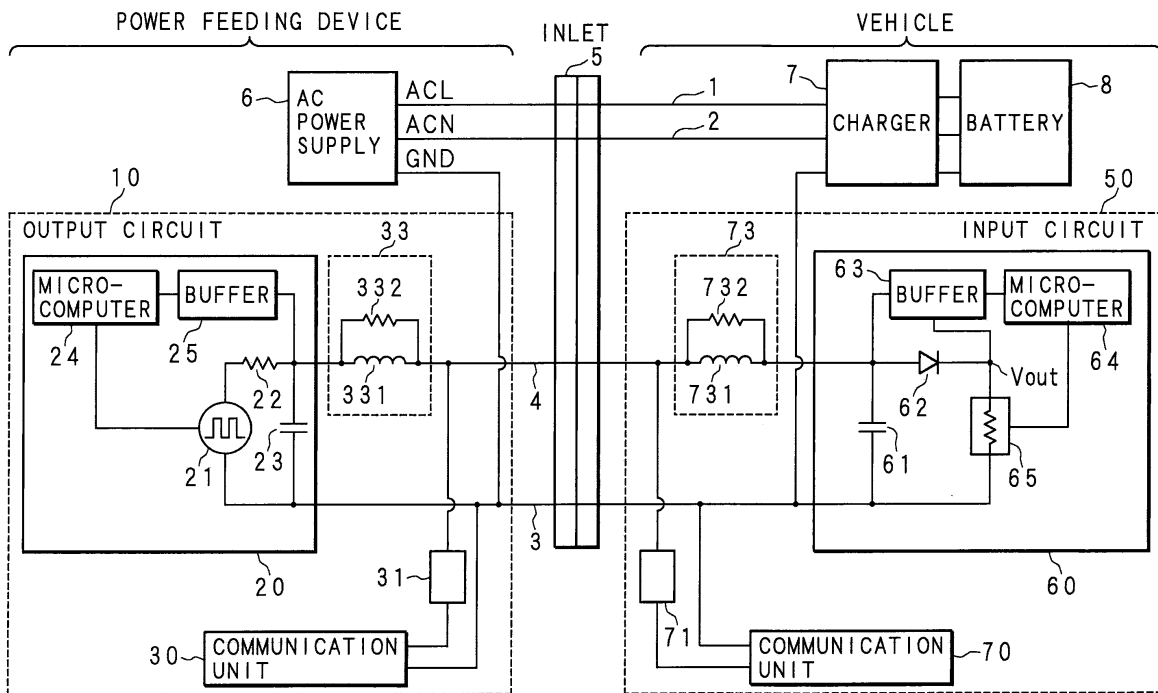 POWER FEEDING DEVICE
INLET
VEHICLE
5
6
AC
POWER
SUPPLY
ACL
ACN
GND
1
2
7
CHARGER
8
BATTERY
10
50
OUTPUT CIRCUIT
33
73
INPUT CIRCUIT
MICRO-
COMPUTER
BUFFER
332
732
63
BUFFER
MICRO-
COMPUTER
24
25
64
22
331
4
731
62
Vout
21
23
61
65
3
20
31
71
60
30
COMMUNICATION
UNIT
COMMUNICATION
UNIT
70